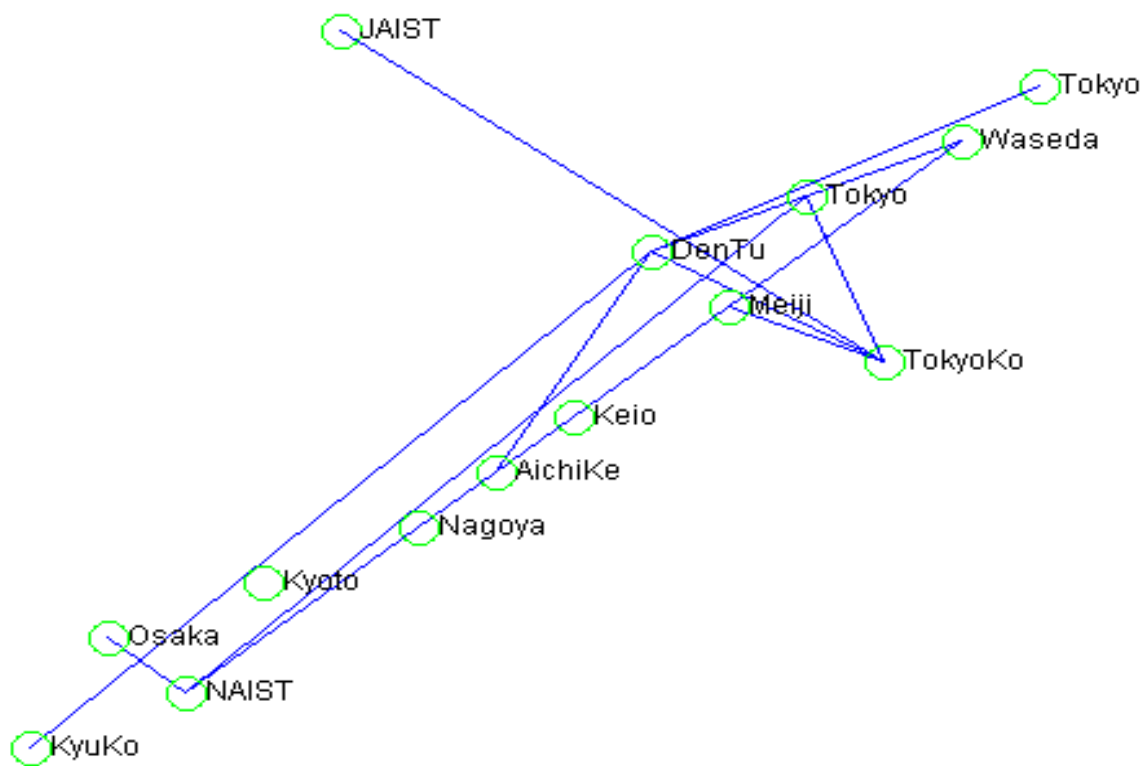 JAIST
Tokyo
Waseda
Tokyo
DenTu
Meiji
TokyoKo
Keio
AichiKe
Nagoya
Kyoto
Osaka
NAIST
KyuKo